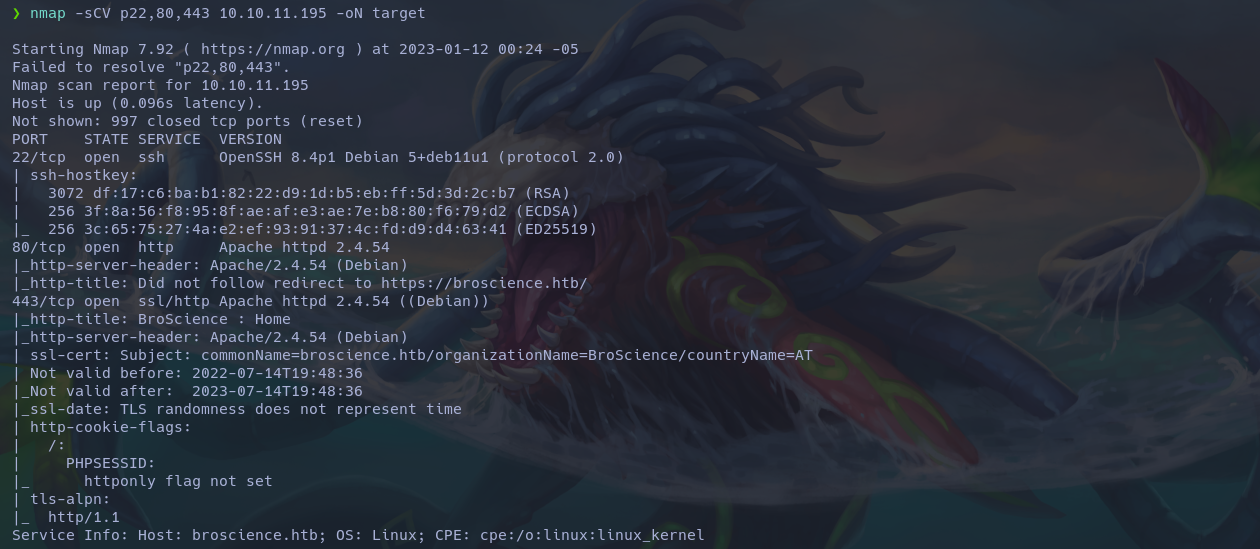 ❯ nmap -sCV p22,80,443 10.10.11.195 -oN target
Starting Nmap 7.92 ( https://nmap.org ) at 2023-01-12 00:24 -05
Failed to resolve "p22,80,443".
Nmap scan report for 10.10.11.195
Host is up (0.096s latency).
Not shown: 997 closed tcp ports (reset)
PORT    STATE SERVICE  VERSION
22/tcp  open  ssh      OpenSSH 8.4p1 Debian 5+deb11u1 (protocol 2.0)
| ssh-hostkey:
|   3072 df:17:c6:ba:b1:82:22:d9:1d:b5:eb:ff:5d:3d:2c:b7 (RSA)
|   256 3f:8a:56:f8:95:8f:ae:af:e3:ae:7e:b8:80:f6:79:d2 (ECDSA)
|_  256 3c:65:75:27:4a:e2:ef:93:91:37:4c:fd:d9:d4:63:41 (ED25519)
80/tcp  open  http     Apache httpd 2.4.54
|_http-server-header: Apache/2.4.54 (Debian)
|_http-title: Did not follow redirect to https://broscience.htb/
443/tcp open  ssl/http Apache httpd 2.4.54 ((Debian))
|_http-title: BroScience : Home
|_http-server-header: Apache/2.4.54 (Debian)
| ssl-cert: Subject: commonName=broscience.htb/organizationName=BroScience/countryName=AT
| Not valid before: 2022-07-14T19:48:36
|_Not valid after:  2023-07-14T19:48:36
|_ssl-date: TLS randomness does not represent time
| http-cookie-flags:
|   /:
|     PHPSESSID:
|_      httponly flag not set
| tls-alpn:
|_  http/1.1
Service Info: Host: broscience.htb; OS: Linux; CPE: cpe:/o:linux:linux_kernel